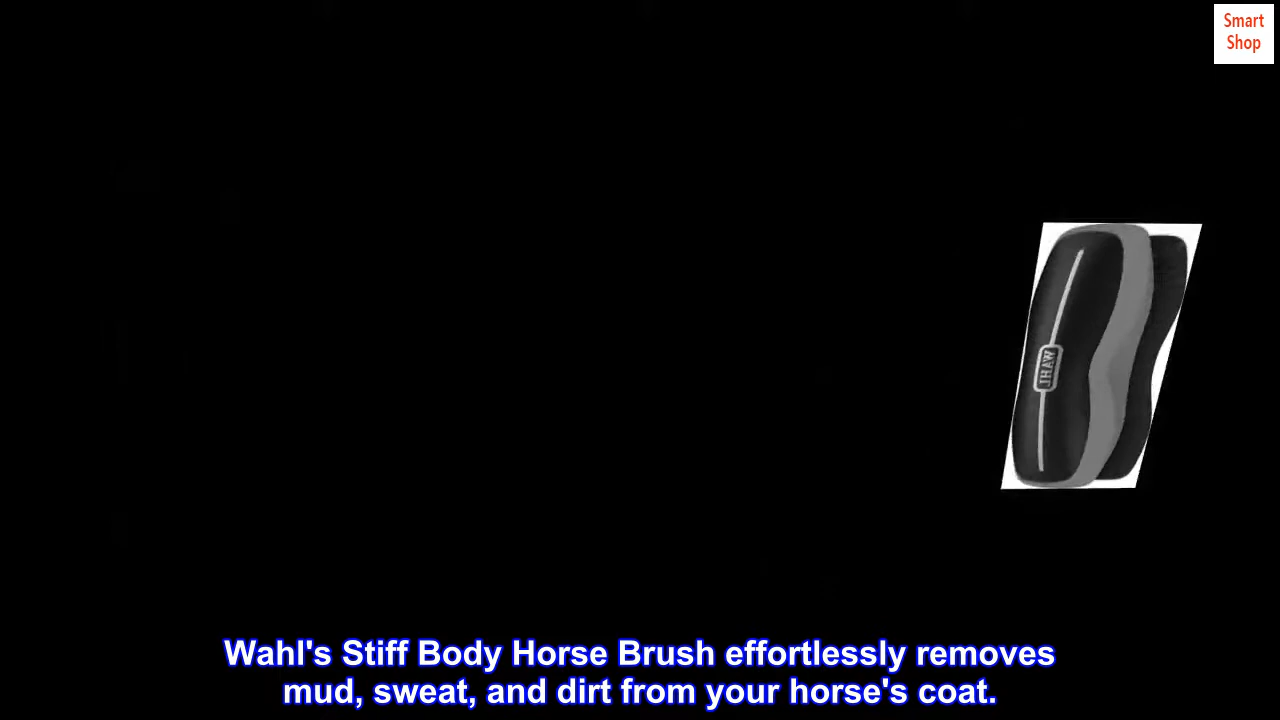 Smart
Shop
WAHL
Wahl's Stiff Body Horse Brush effortlessly removes
mud, sweat, and dirt from your horse's coat.